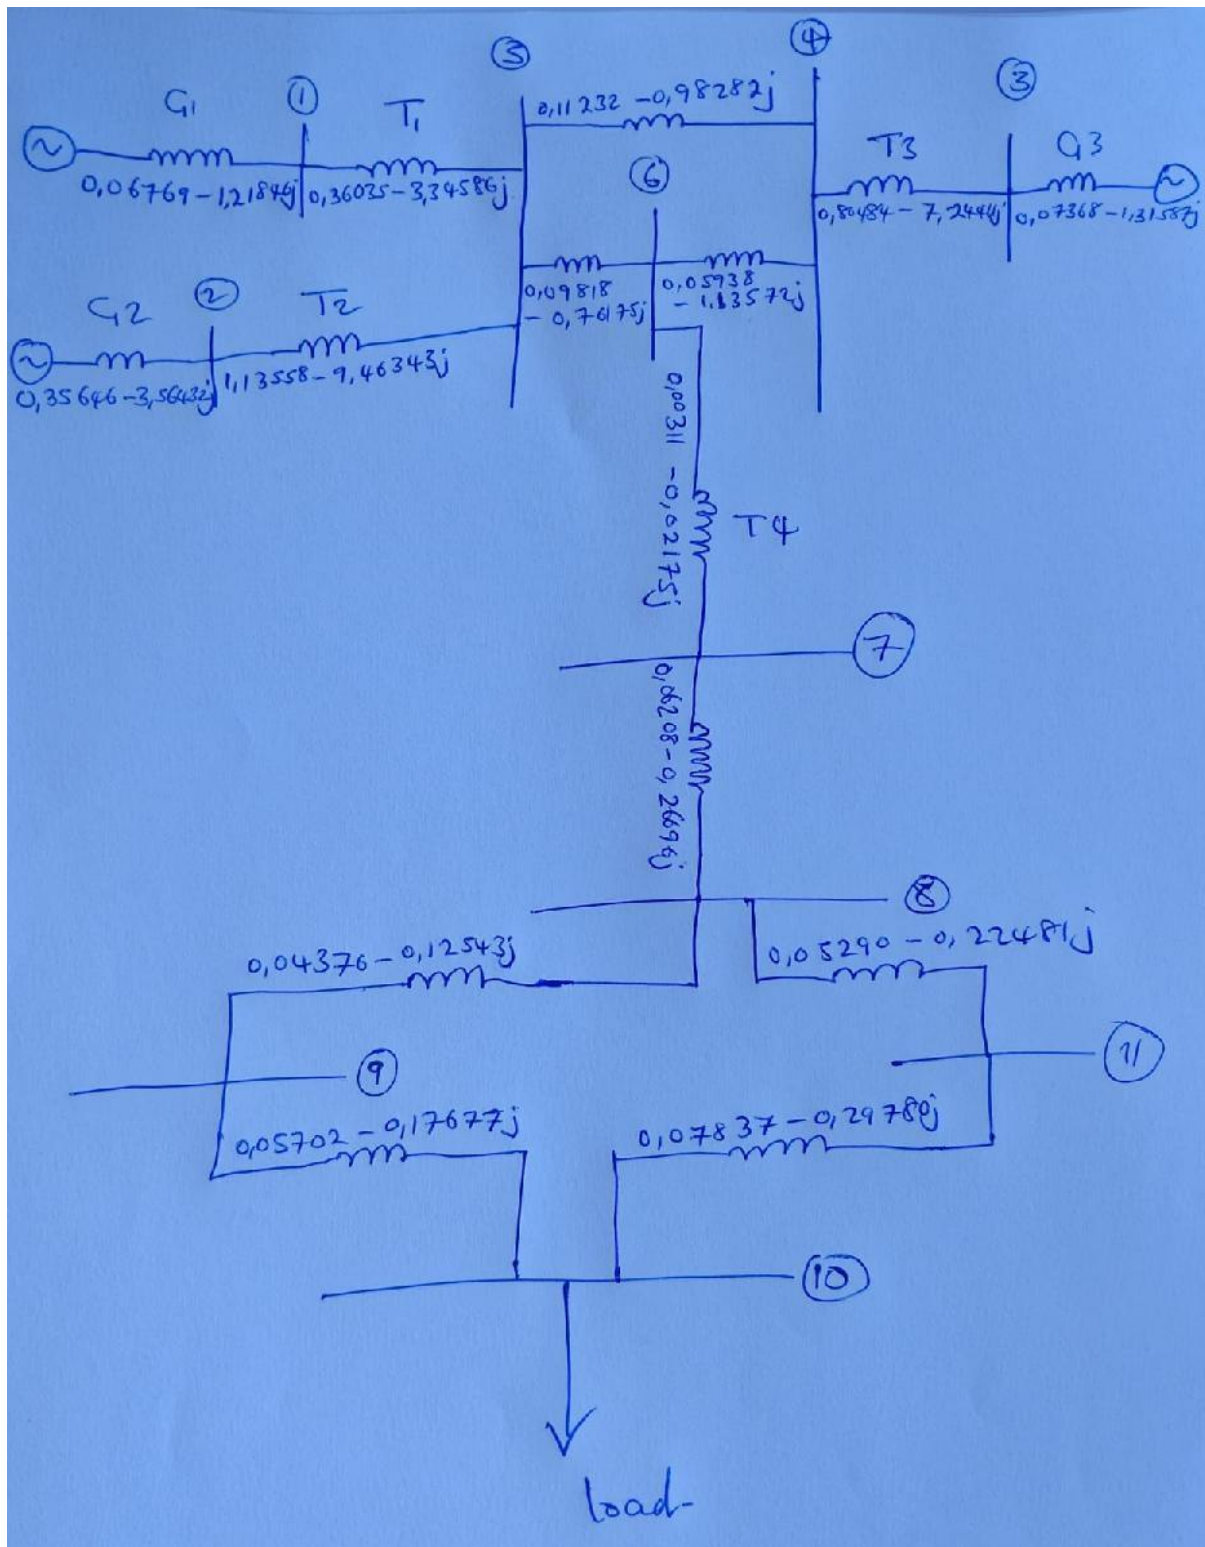 ③
④
G1
①
T1
0,11232 -0,98282j
③
T3
G3
⑥
0,06769-1,21846j
0,36035-3,34586j
0,80484-7,2444j
0,07368-1,31587j
G2
②
T2
0,09818
-0,76175j
0,05938
-1,13572j
0,35646-3,56432j
1,13558-9,46343j
0,00311 -0,02175j
T4
⑦
0,06208-0,26696j
⑧
0,04376-0,12543j
0,05290-0,22481j
⑨
⑪
0,05702-0,17677j
0,07837-0,29780j
⑩
load-